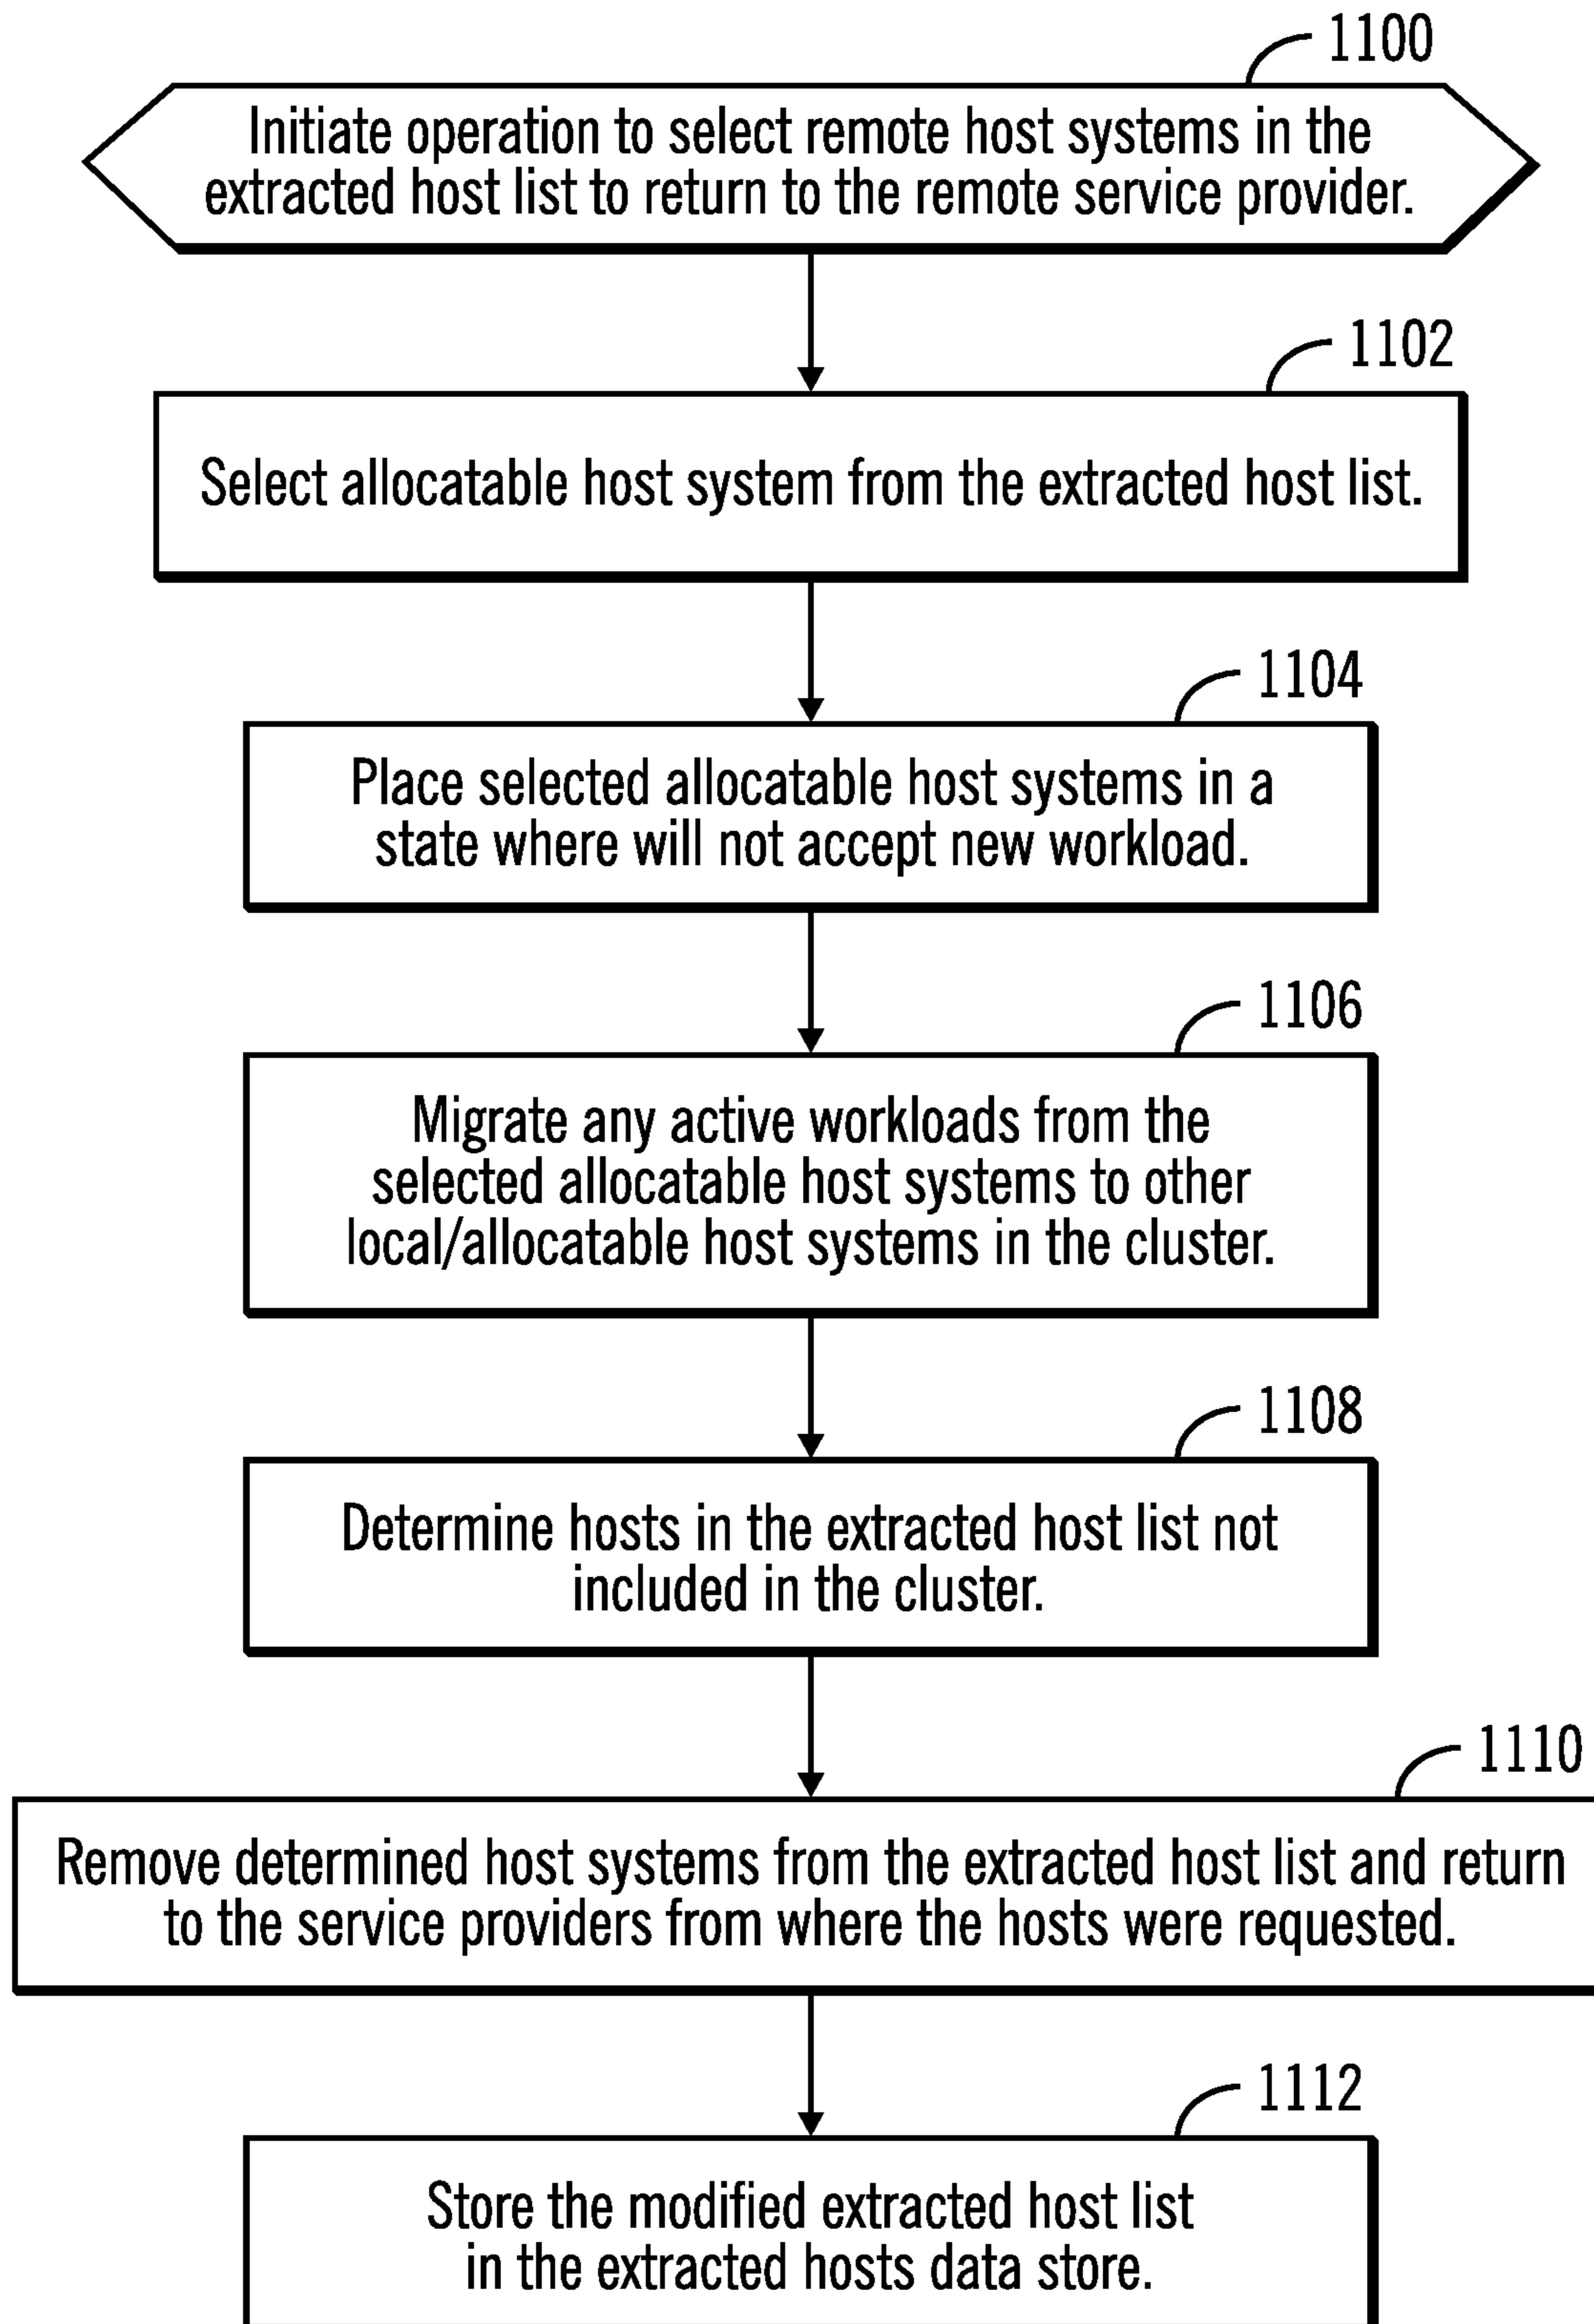 1100
Initiate operation to select remote host systems in the
extracted host list to return to the remote service provider.
1102
Select allocatable host system from the extracted host list.
1104
Place selected allocatable host systems in a
state where will not accept new workload.
1106
Migrate any active workloads from the
selected allocatable host systems to other
local/allocatable host systems in the cluster.
1108
Determine hosts in the extracted host list not
included in the cluster.
1110
Remove determined host systems from the extracted host list and return
to the service providers from where the hosts were requested.
1112
Store the modified extracted host list
in the extracted hosts data store.